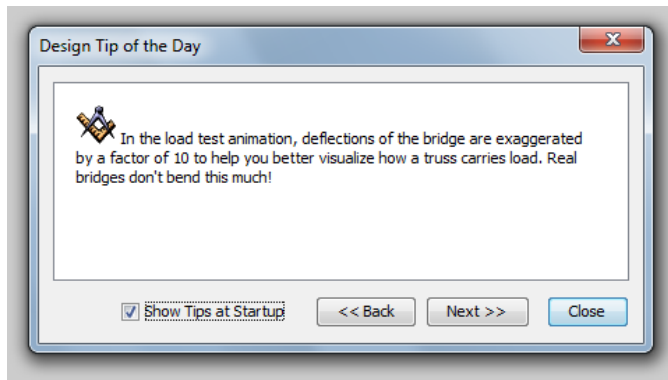 Design Tip of the Day
In the load test animation, deflections of the bridge are exaggerated
by a factor of 10 to help you better visualize how a truss carries load. Real
bridges don't bend this much!
Show Tips at Startup
<< Back
Next >>
Close